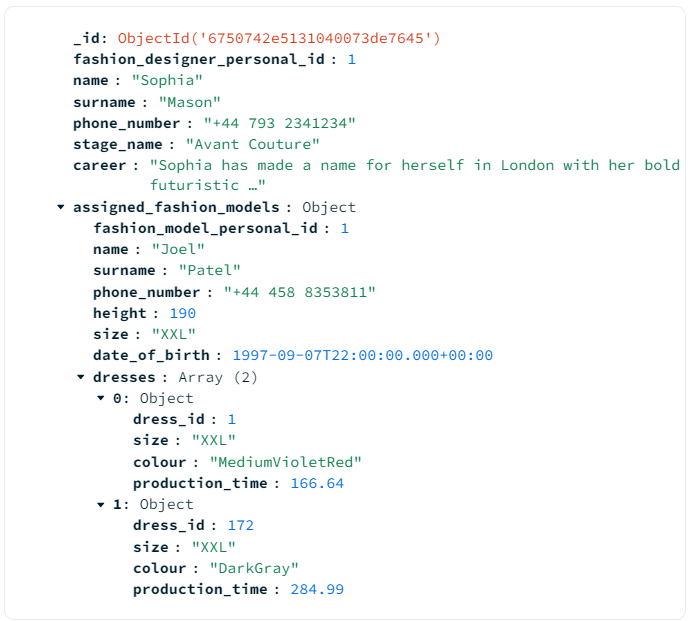 _id: ObjectId('6750742e5131040073de7645')
fashion_designer_personal_id : 1
name : "Sophia"
surname : "Mason"
phone_number : "+44 793 2341234"
stage_name : "Avant Couture"
career : "Sophia has made a name for herself in London with her bold
futuristic …"
assigned_fashion_models : Object
fashion_model_personal_id : 1
name : "Joel"
surname : "Patel"
phone_number : "+44 458 8353811"
height : 190
size : "XXL"
date_of_birth : 1997-09-07T22:00:00.000+00:00
dresses : Array (2)
0: Object
dress_id : 1
size : "XXL"
colour : "MediumVioletRed"
production_time : 166.64
1: Object
dress_id : 172
size : "XXL"
colour : "DarkGray"
production_time : 284.99